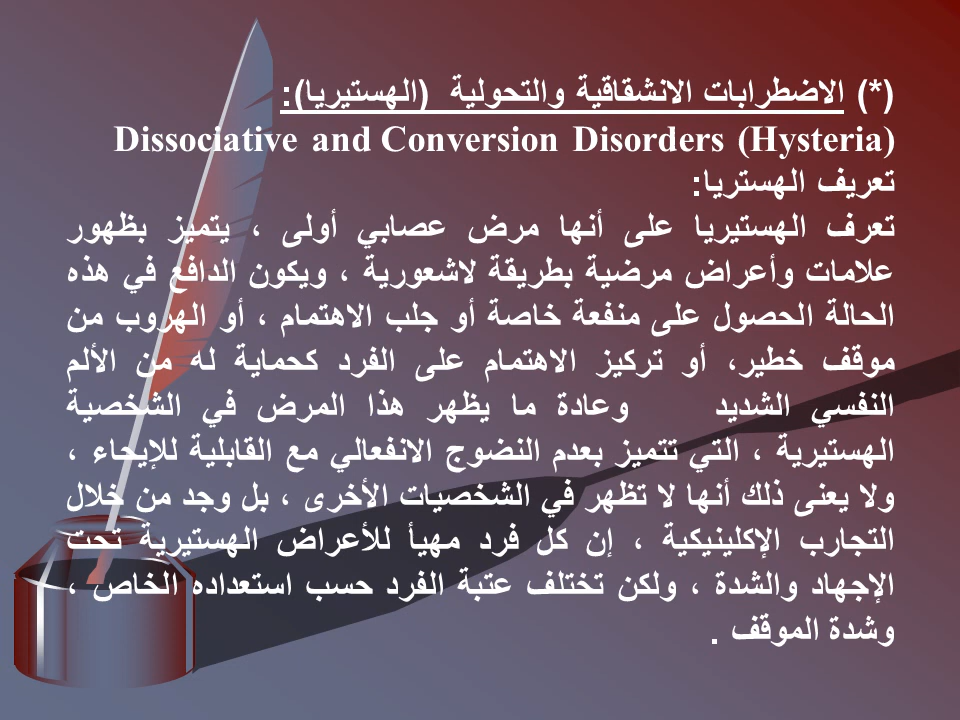 (*) الاضطرابات الانشقاقية والتحولية (الهستيريا):
Dissociative and Conversion Disorders (Hysteria)
تعريف الهستريا:
تعرف الهستيريا على أنها مرض عصابي أولى ، يتميز بظهور
علامات وأعراض مرضية بطريقة لاشعورية ، ويكون الدافع في هذه
الحالة الحصول على منفعة خاصة أو جلب الاهتمام ، أو الهروب من
موقف خطير، أو تركيز الاهتمام على الفرد كحماية له من الألم
النفسي الشديد وعادة ما يظهر هذا المرض في الشخصية
الهستيرية ، التي تتميز بعدم النضوج الانفعالي مع القابلية للإيحاء ،
ولا يعنى ذلك أنها لا تظهر في الشخصيات الأخرى ، بل وجد من خلال
التجارب الإكلينيكية ، إن كل فرد مهيأ للأعراض الهستيرية تحت
الإجهاد والشدة ، ولكن تختلف عتبة الفرد حسب استعداده الخاص ،
وشدة الموقف .